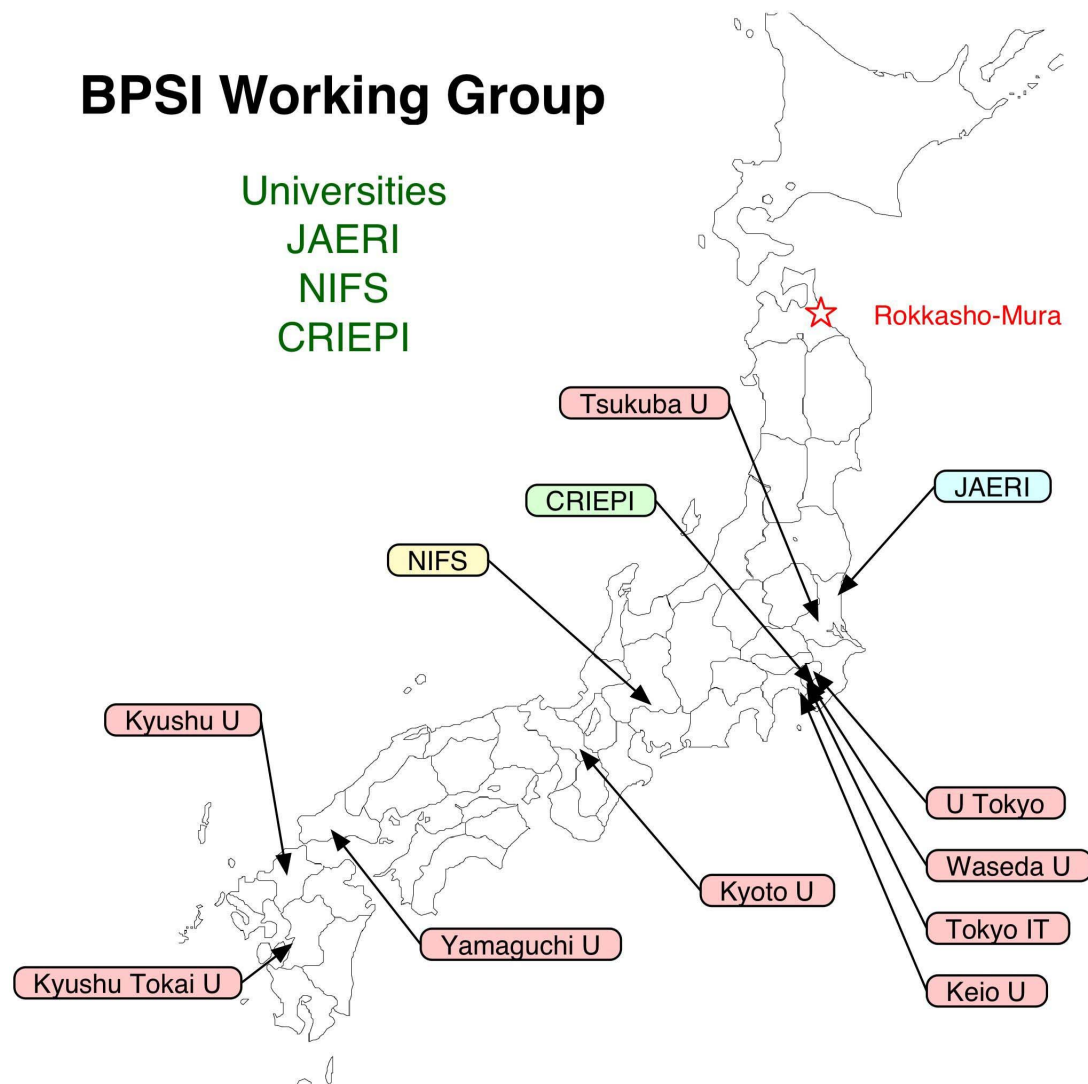 BPSI Working Group
Universities
JAERI
NIFS
CRIEPI
Rokkasho-Mura
Tsukuba U
JAERI
CRIEPI
NIFS
Kyushu U
U Tokyo
Waseda U
Kyoto U
Tokyo IT
Yamaguchi U
Kyushu Tokai U
Keio U